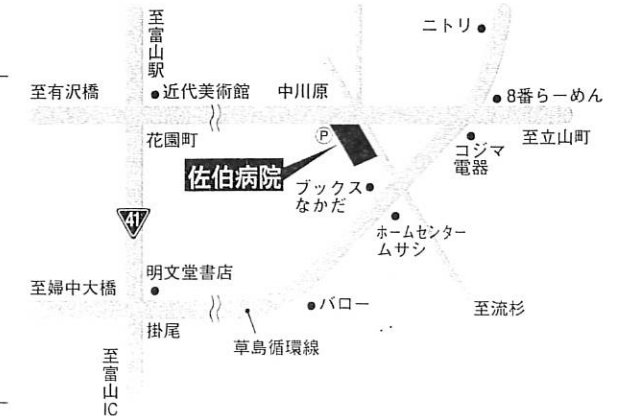 至富山駅
ニトリ
至有沢橋
近代美術館
中川原
8番らーめん
花園町
P
至立山町
コジマ
電器
佐伯病院
ブックス
なかだ
41
ホームセンター
ムサシ
明文堂書店
至婦中大橋
バロー
至流杉
掛尾
草島循環線
至富山IC